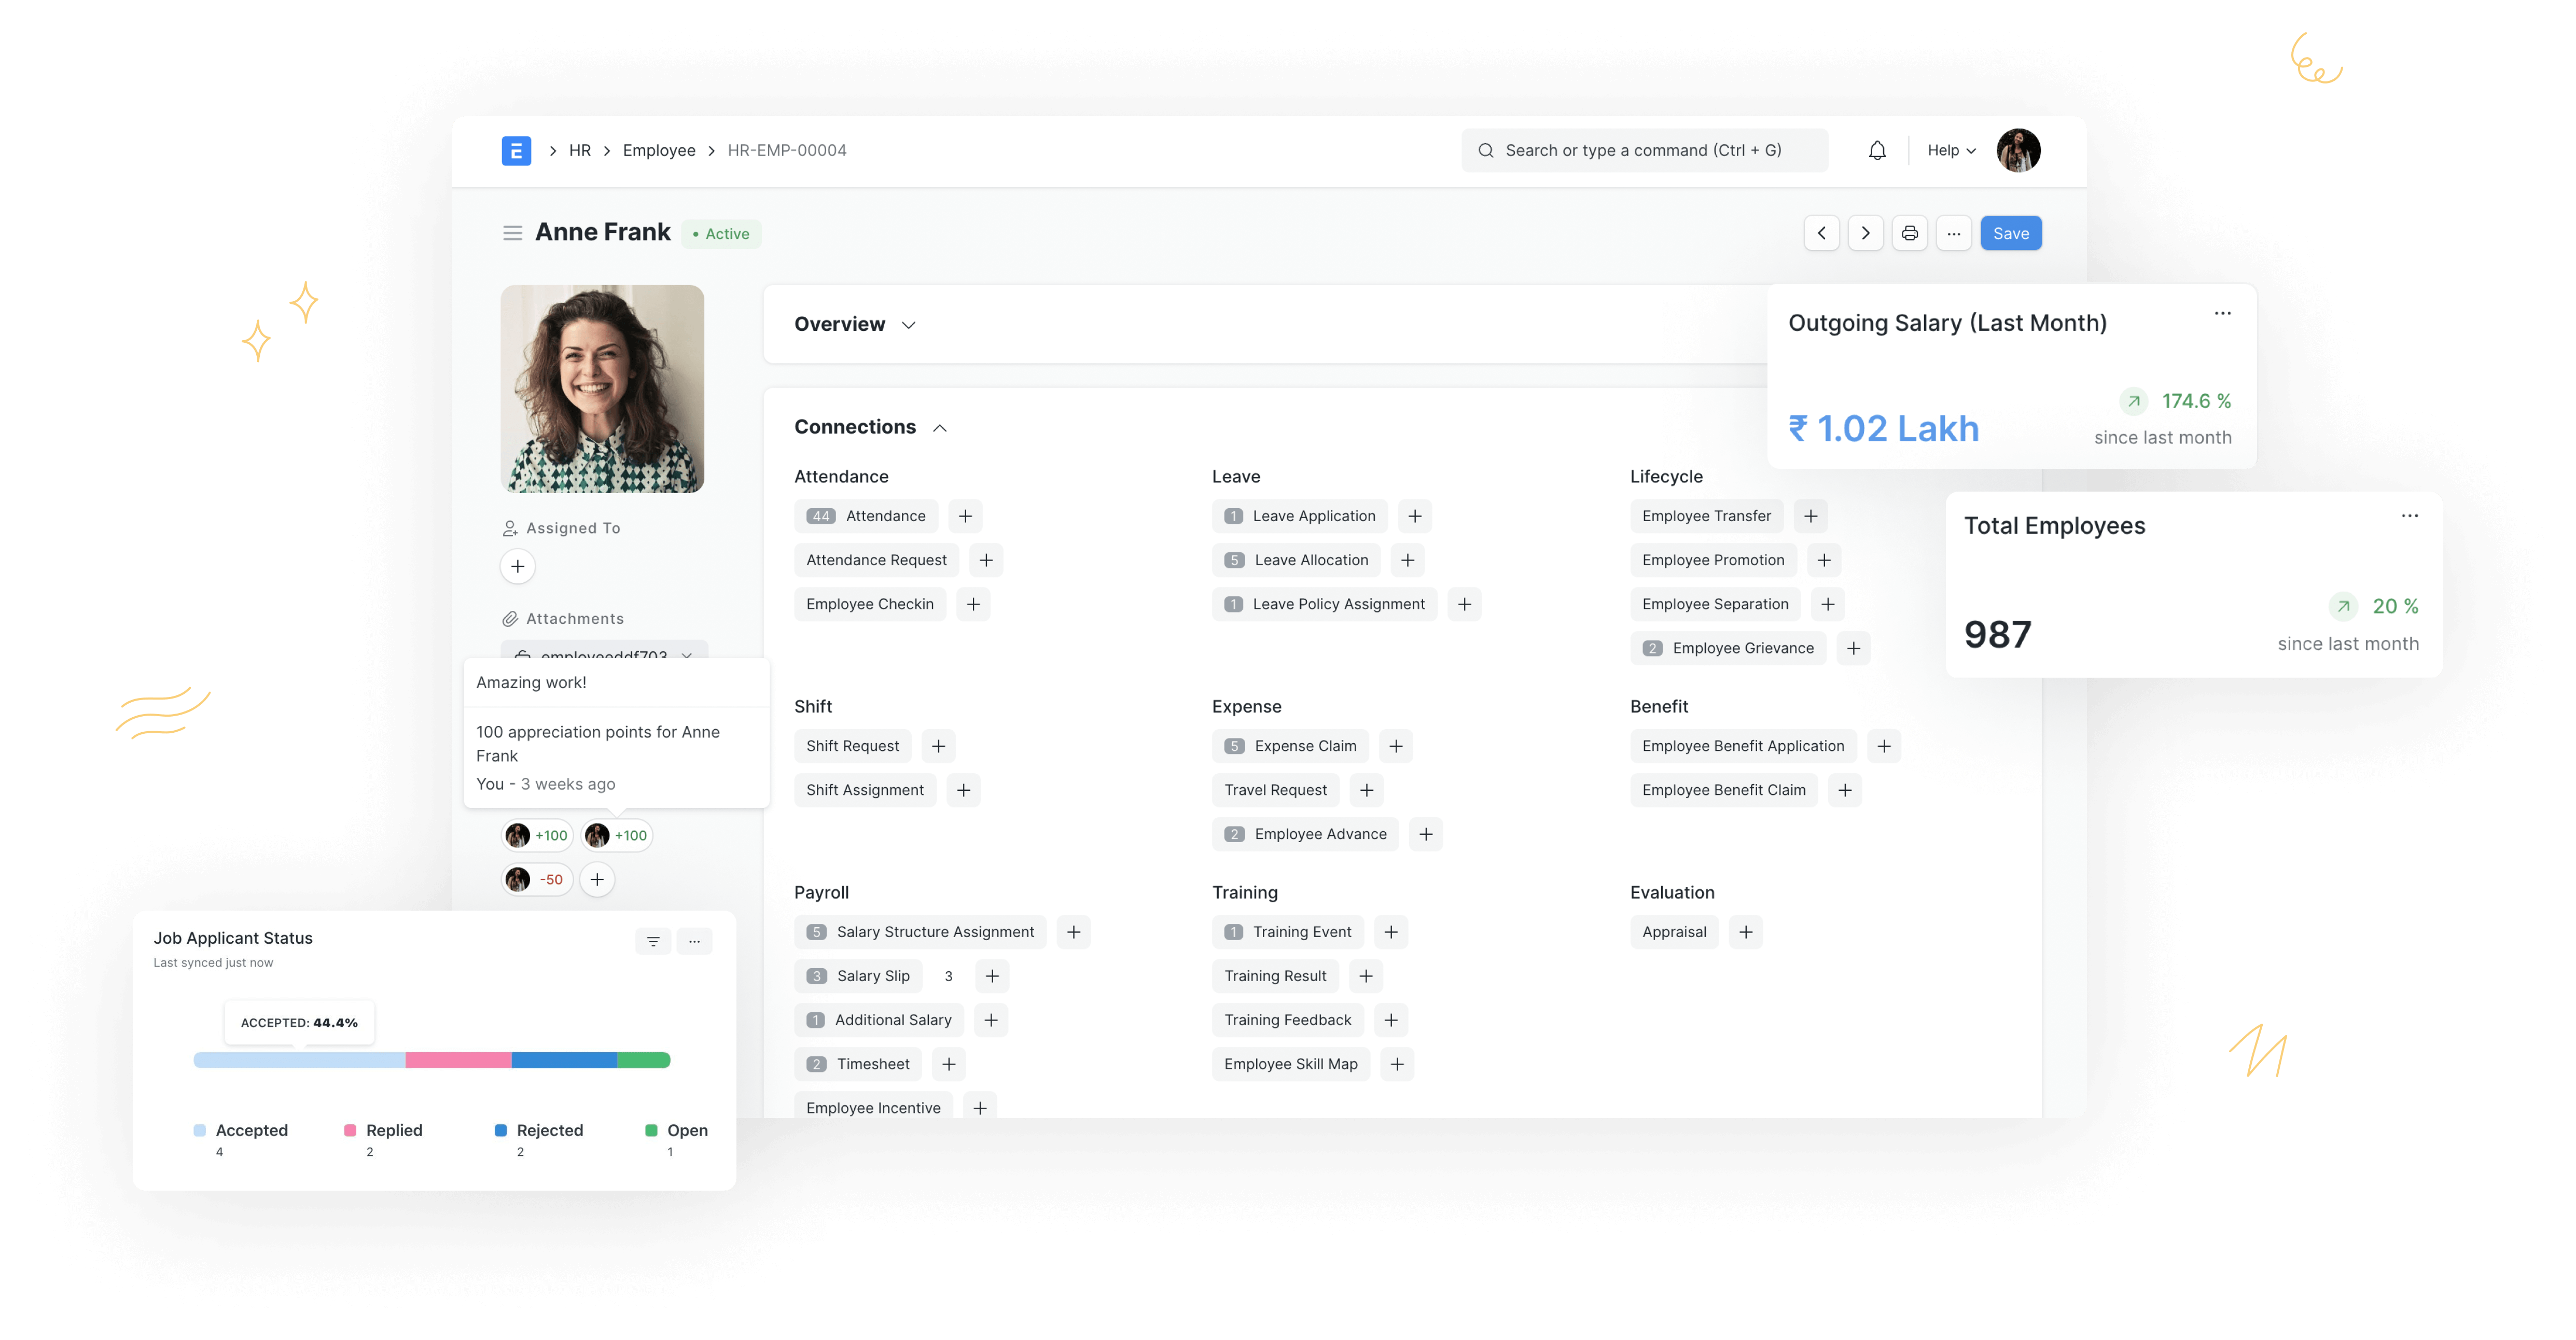 E > HR > Employee > HR-EMP-00004
Search or type a command (Ctrl + G)
Help
Anne Frank
• Active
Save
Assigned To
Attachments
employeeddf703
Amazing work!
100 appreciation points for Anne
Frank
You - 3 weeks ago
+100
+100
-50
Overview
Connections
Attendance
44 Attendance
Attendance Request
Employee Checkin
Leave
1 Leave Application
5 Leave Allocation
1 Leave Policy Assignment
Lifecycle
Employee Transfer
Employee Promotion
Employee Separation
2 Employee Grievance
Shift
Shift Request
Shift Assignment
Expense
5 Expense Claim
Travel Request
2 Employee Advance
Benefit
Employee Benefit Application
Employee Benefit Claim
Payroll
5 Salary Structure Assignment
3 Salary Slip 3
1 Additional Salary
2 Timesheet
Employee Incentive
Training
1 Training Event
Training Result
Training Feedback
Employee Skill Map
Evaluation
Appraisal
Outgoing Salary (Last Month)
₹ 1.02 Lakh
174.6 %
since last month
Total Employees
987
20 %
since last month
Job Applicant Status
Last synced just now
ACCEPTED: 44.4%
Accepted
4
Replied
2
Rejected
2
Open
1